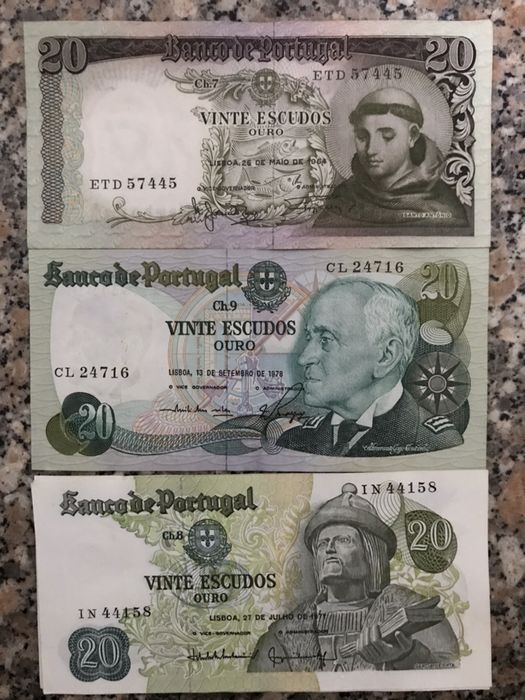 20 Banco de Portugal 20
ETD 57445
Ch.7
VINTE ESCUDOS
OURO
LISBOA, 26 DE MAIO DE 1964
ETD 57445
O VICE-GOVERNADOR O ADMINISTRADOR
SANTO ANTÓNIO
Banco de Portugal
CL 24716
20
Ch.9
VINTE ESCUDOS
OURO
CL 24716
LISBOA, 13 DE SETEMBRO DE 1978
O VICE GOVERNADOR O ADMINISTRADOR
20
Banco de Portugal
IN 44158
Ch.8
20
VINTE ESCUDOS
OURO
IN 44158
LISBOA, 27 DE JULHO DE 1971
O VICE-GOVERNADOR O ADMINISTRADOR
20